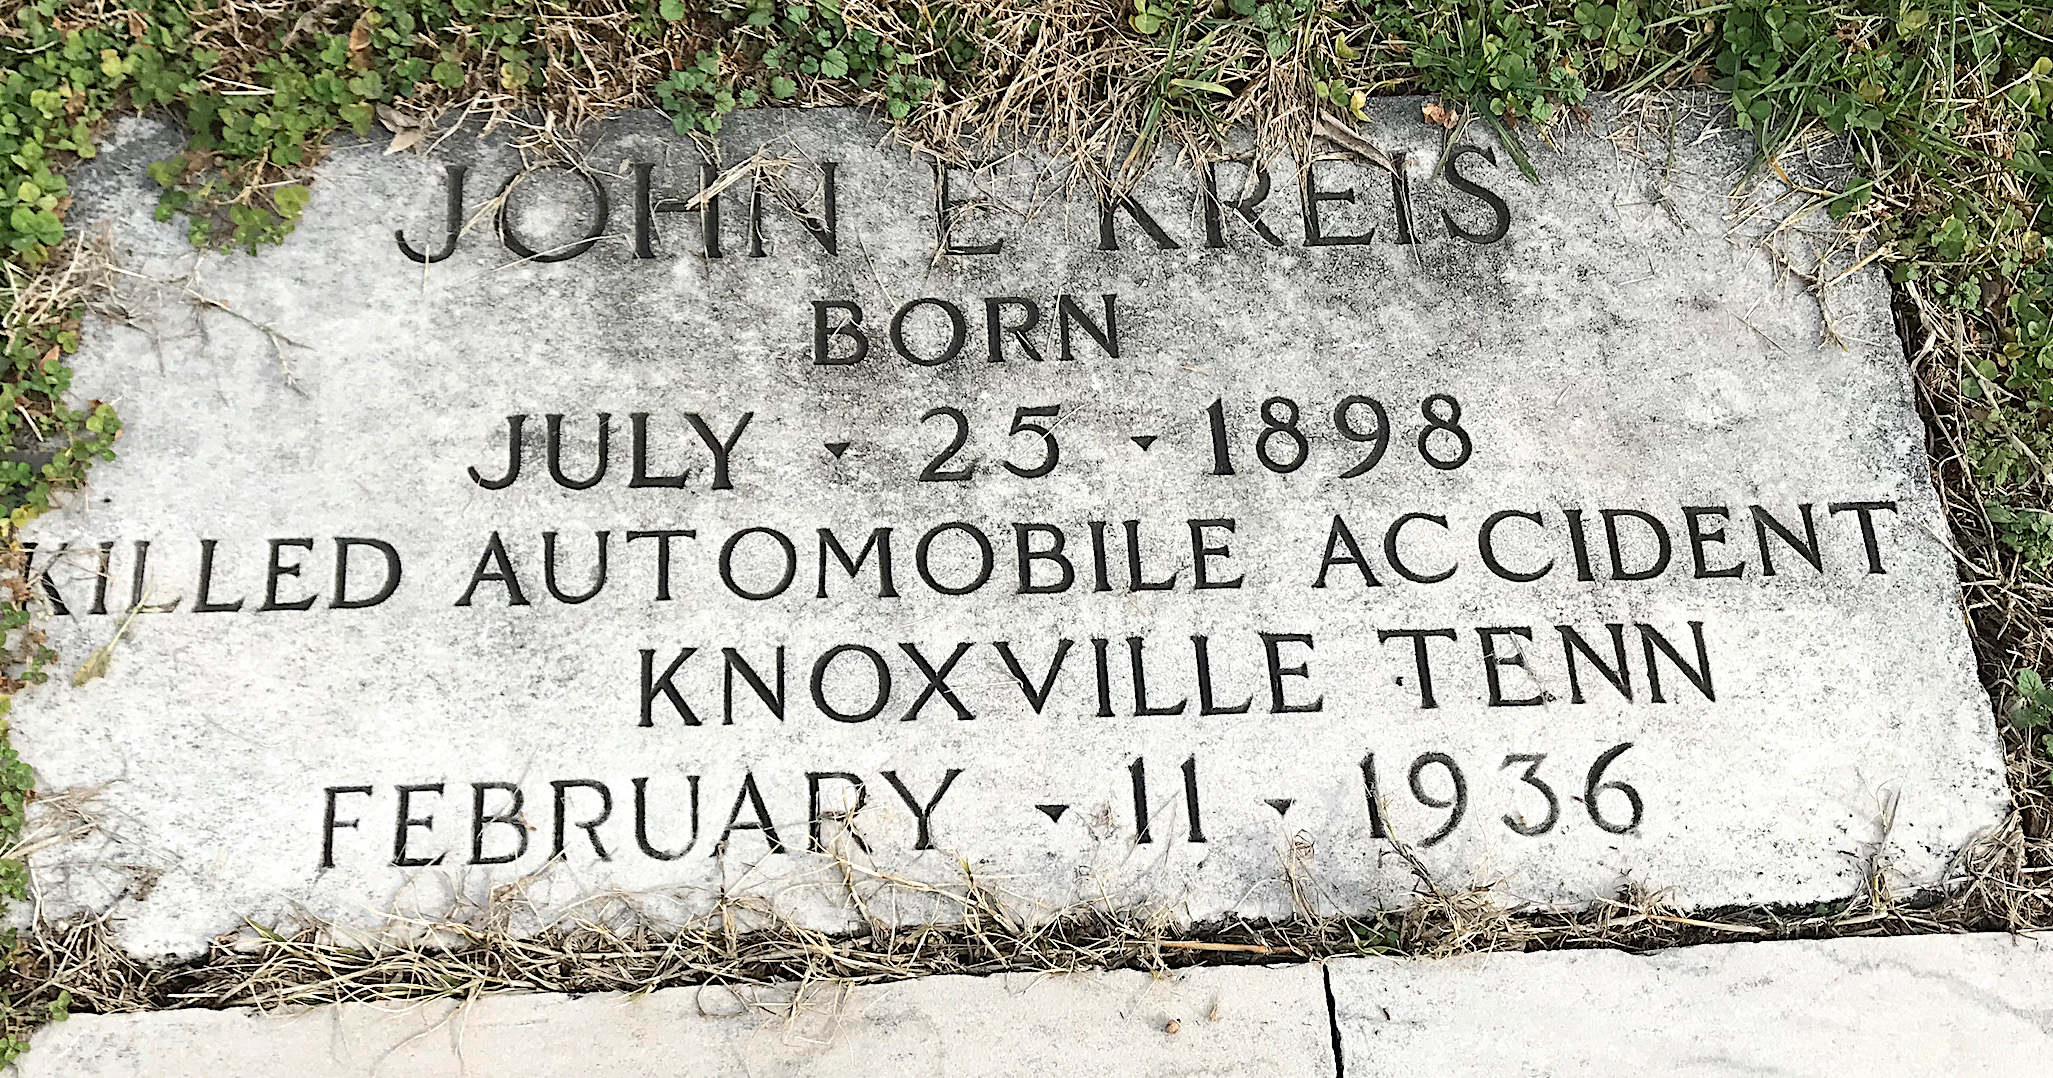 JOHN E KREIS
BORN
JULY ▾ 25 ▾ 1898
KILLED AUTOMOBILE ACCIDENT
KNOXVILLE TENN
FEBRUARY ▾ 11 ▾ 1936